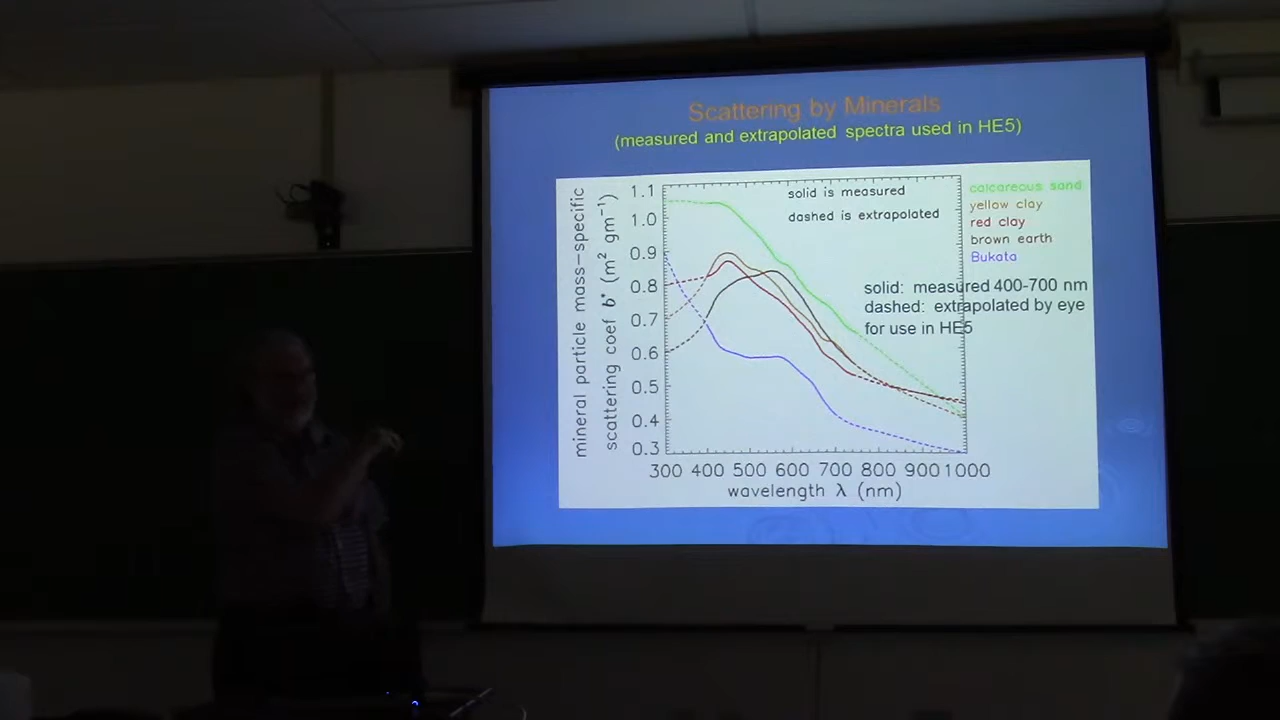 Scattering by Minerals
(measured and extrapolated spectra used in HE5)
mineral particle mass-specific
scattering coef b* (m² gm⁻¹)
1.1
1.0
0.9
0.8
0.7
0.6
0.5
0.4
0.3
solid is measured
dashed is extrapolated
calcareous sand
yellow clay
red clay
brown earth
Bukata
solid: measured 400-700 nm
dashed: extrapolated by eye
for use in HE5
300 400 500 600 700 800 900 1000
wavelength λ (nm)